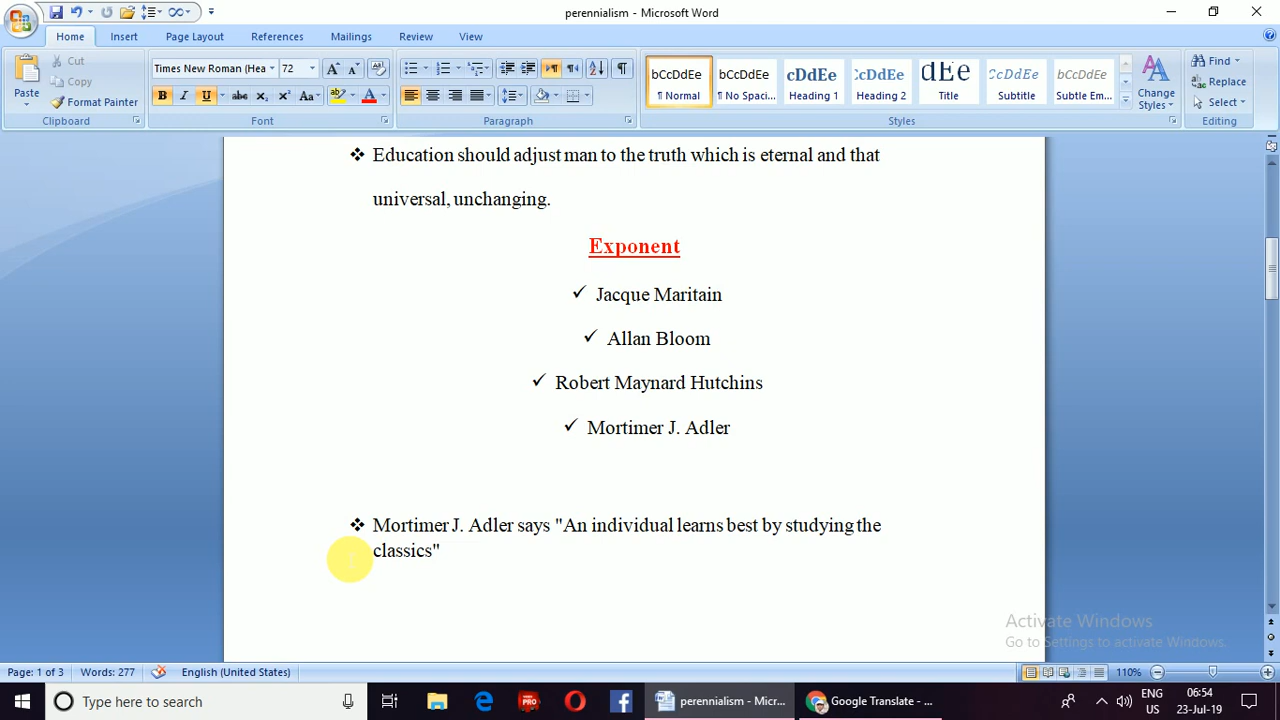 perennialism - Microsoft Word
Home Insert Page Layout References Mailings Review View
Paste
Cut
Copy
Format Painter
Clipboard
Times New Roman (Hea 72
Font
Paragraph
bCcDdEe
¶ Normal
bCcDdEe
¶ No Spaci...
cDdEe
Heading 1
CcDdEe
Heading 2
dEe
Title
CcDdEe
Subtitle
bCcDdEe
Subtle Em...
Change
Styles
Styles
Find
Replace
Select
Editing
❖ Education should adjust man to the truth which is eternal and that
universal, unchanging.
Exponent
✓ Jacque Maritain
✓ Allan Bloom
✓ Robert Maynard Hutchins
✓ Mortimer J. Adler
❖ Mortimer J. Adler says "An individual learns best by studying the
classics"
Activate Windows
Go to Settings to activate Windows.
Page: 1 of 3 Words: 277 English (United States) 110%
Type here to search
perennialism - Micr...
Google Translate - ...
ENG
US
06:54
23-Jul-19